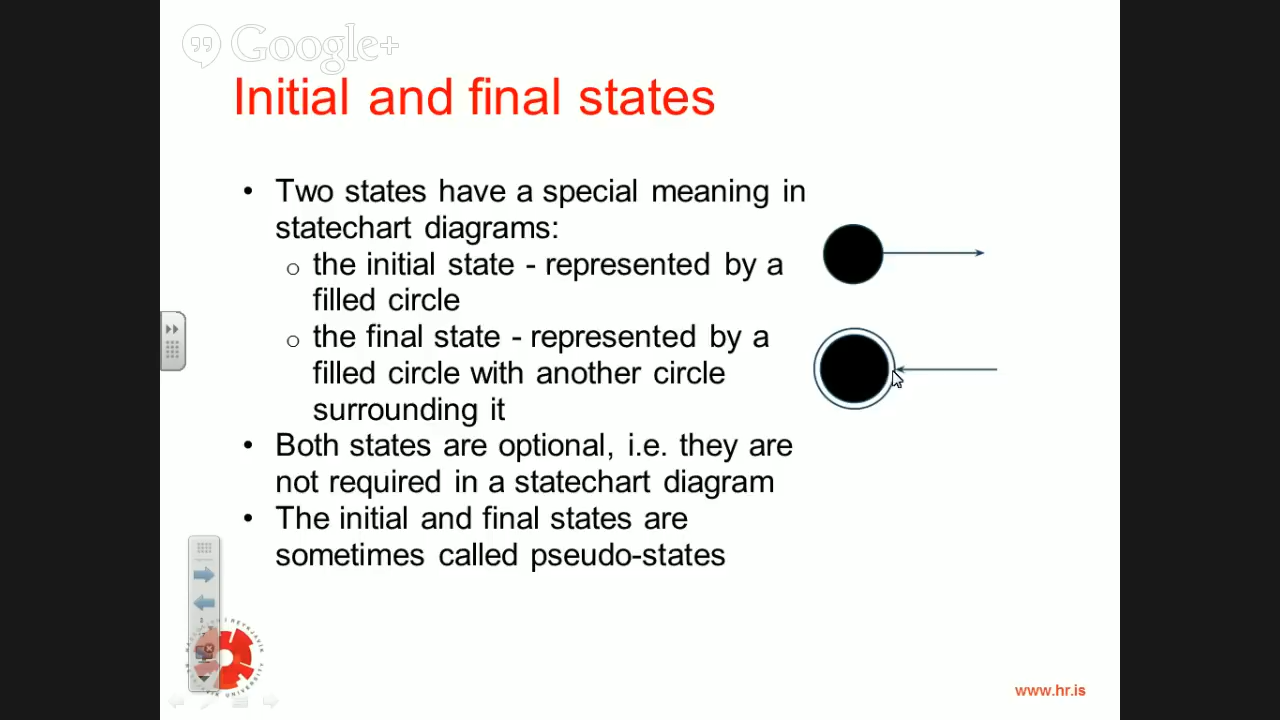 Google+
Initial and final states
• Two states have a special meaning in
statechart diagrams:
o the initial state - represented by a
filled circle
o the final state - represented by a
filled circle with another circle
surrounding it
• Both states are optional, i.e. they are
not required in a statechart diagram
• The initial and final states are
sometimes called pseudo-states
www.hr.is